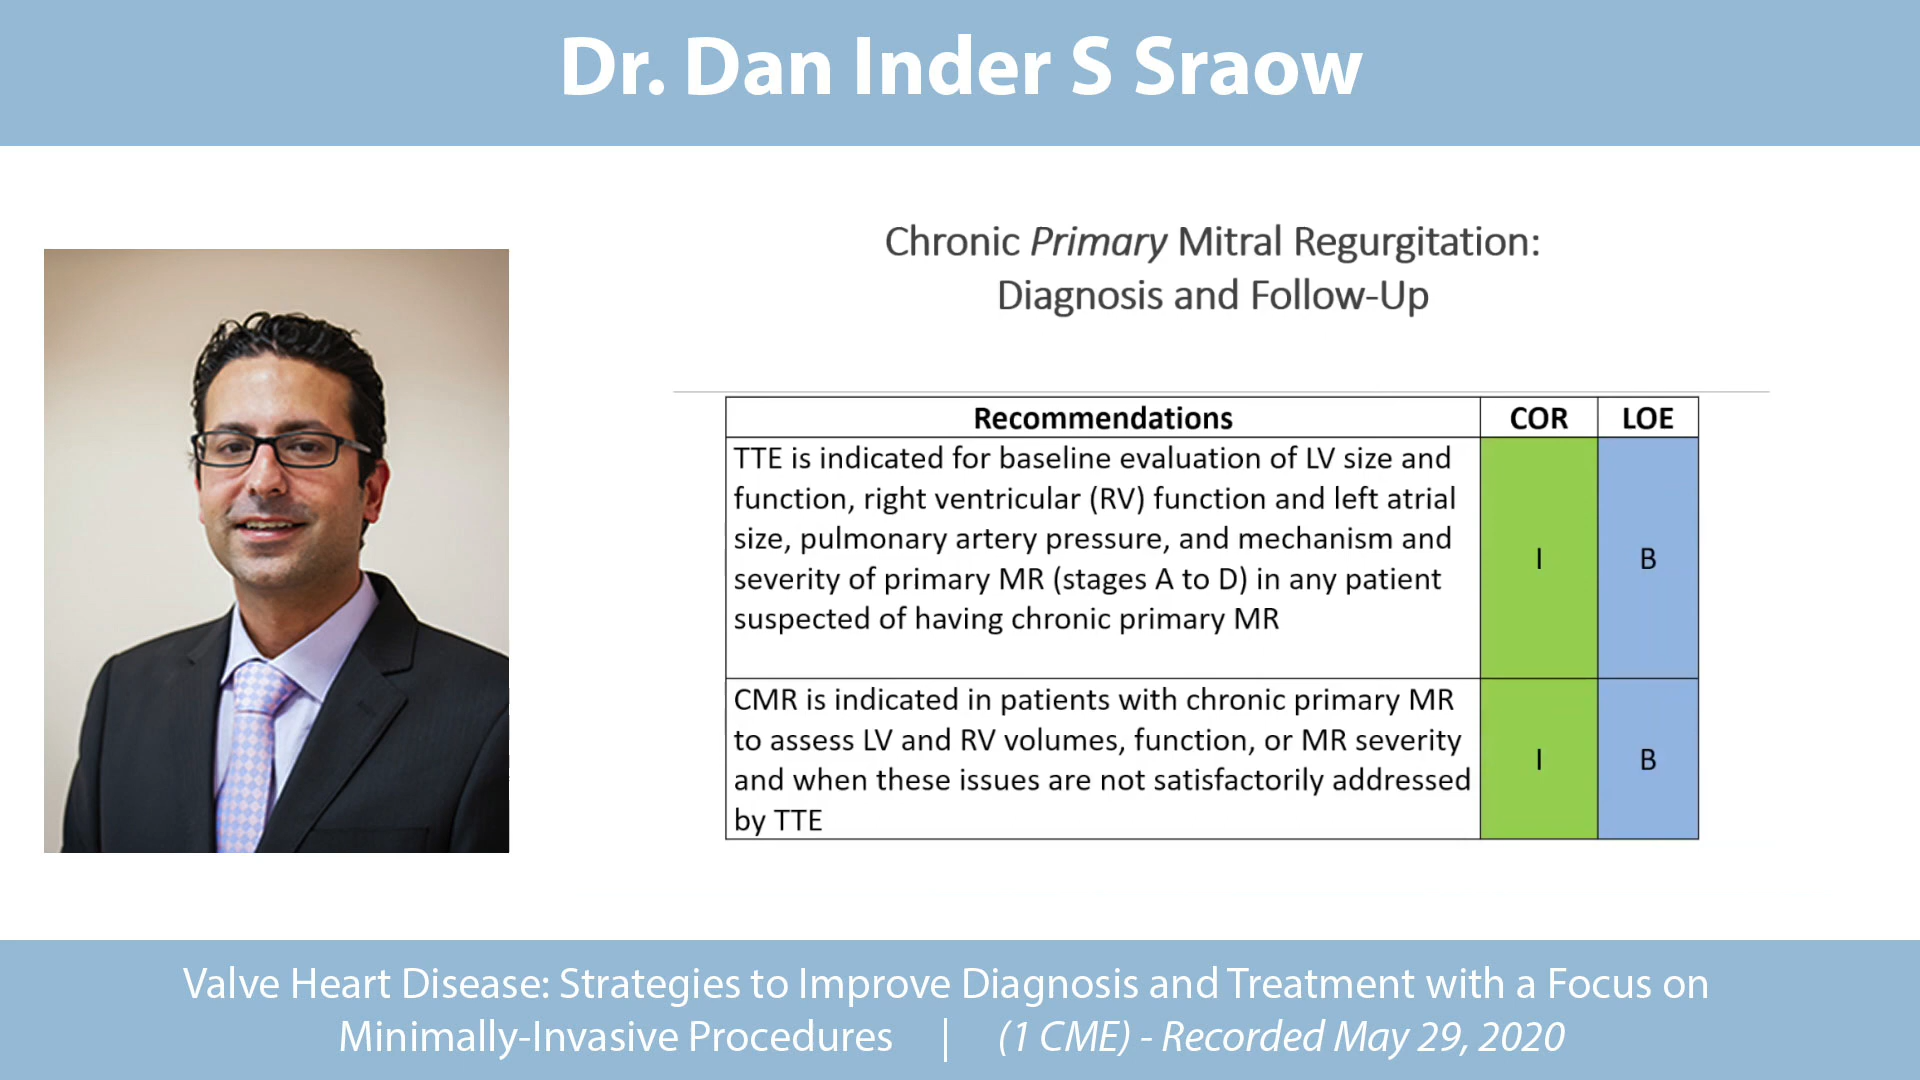 Dr. Dan Inder S Sraow
Chronic Primary Mitral Regurgitation:
Diagnosis and Follow-Up
Recommendations COR LOE
TTE is indicated for baseline evaluation of LV size and
function, right ventricular (RV) function and left atrial
size, pulmonary artery pressure, and mechanism and
severity of primary MR (stages A to D) in any patient
suspected of having chronic primary MR
I B
CMR is indicated in patients with chronic primary MR
to assess LV and RV volumes, function, or MR severity
and when these issues are not satisfactorily addressed
by TTE
I B
Valve Heart Disease: Strategies to Improve Diagnosis and Treatment with a Focus on
Minimally-Invasive Procedures | (1 CME) - Recorded May 29, 2020